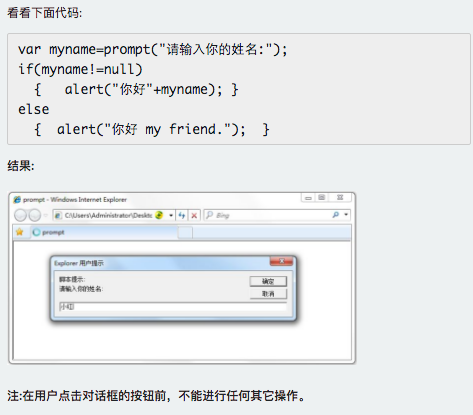 看看下面代码:
var myname=prompt("请输入你的姓名:");
if(myname!=null)
{   alert("你好"+myname); }
else
{  alert("你好 my friend.");  }
结果:
prompt - Windows Internet Explorer
C:\Users\Administrator\Deskto
Bing
prompt
Explorer 用户提示
脚本提示:
请输入你的姓名:
确定
取消
注:在用户点击对话框的按钮前，不能进行任何其它操作。